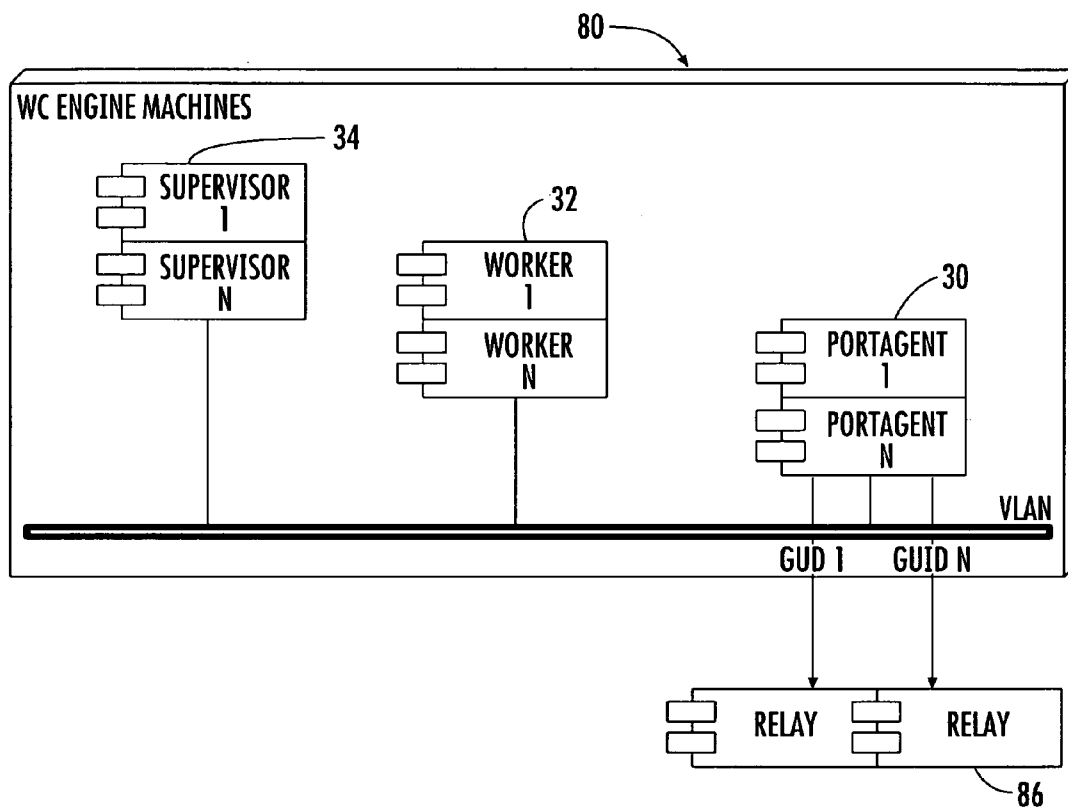 80
WC ENGINE MACHINES
34
SUPERVISOR
1
SUPERVISOR
N
32
WORKER
1
WORKER
N
30
PORTAGENT
1
PORTAGENT
N
VLAN
GUD 1 GUID N
RELAY RELAY
86